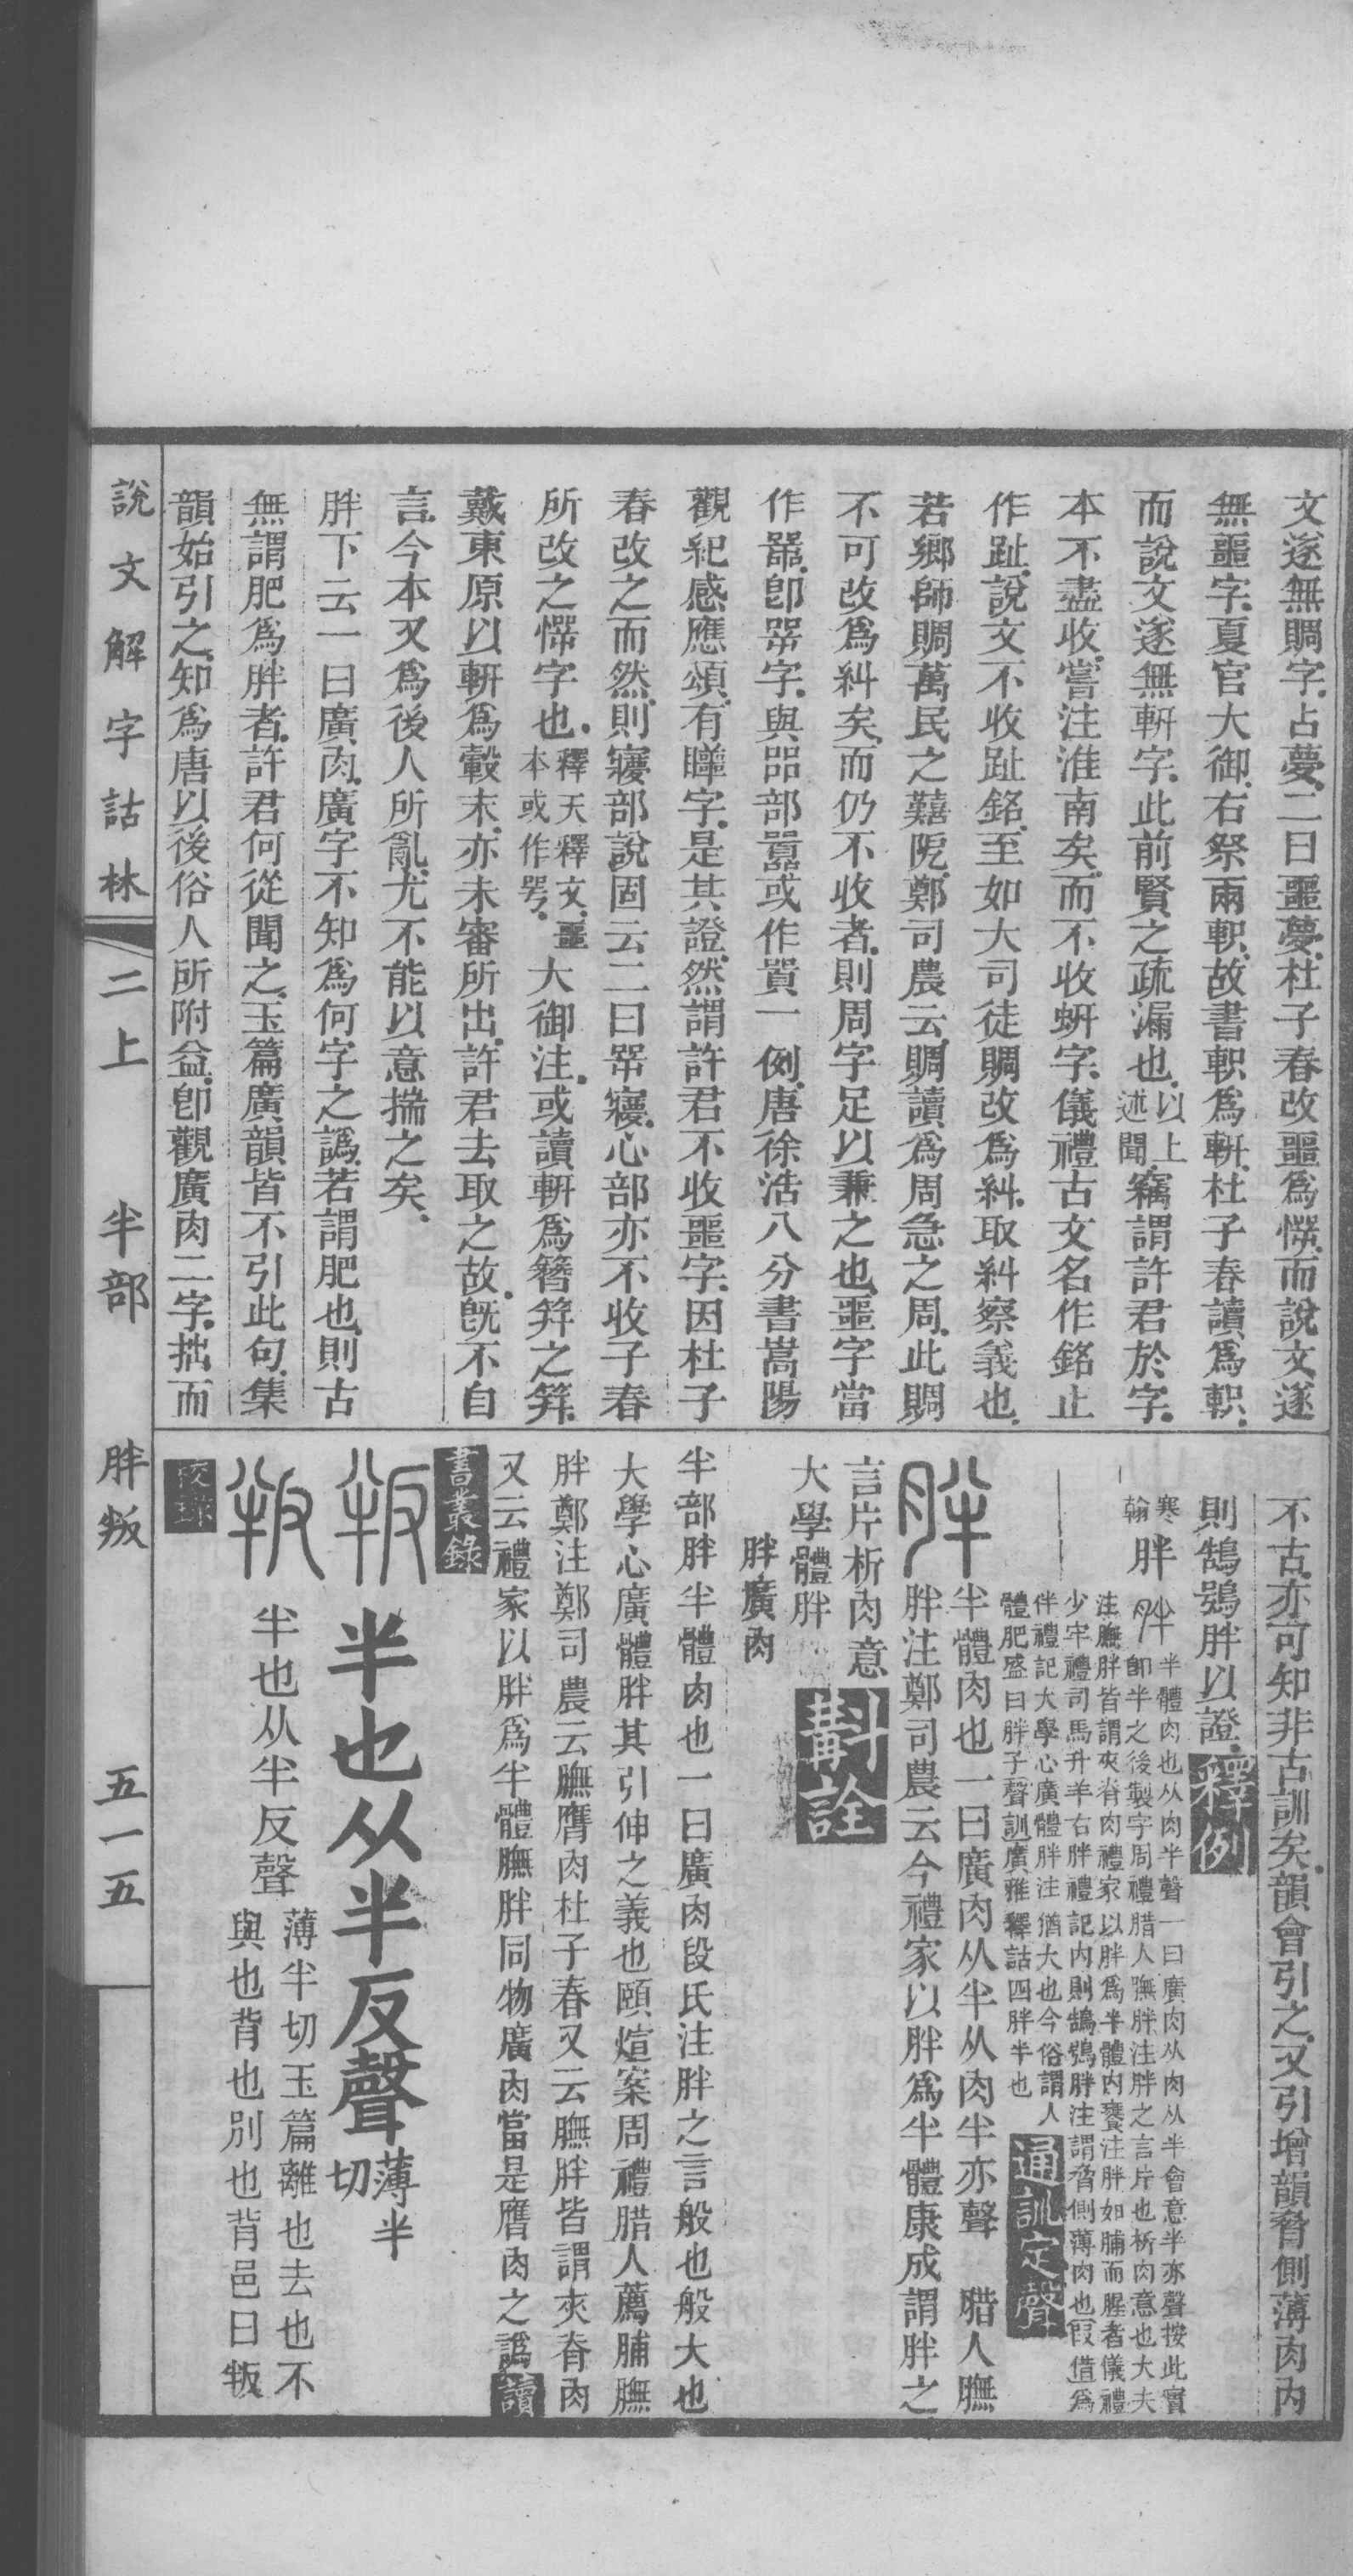 文遂無賙字占夢二曰噩夢杜子春改噩爲愕而說文遂
無噩字夏官大御右祭兩軹故書軹爲軿杜子春讀爲軹
而說文遂無軿字此前賢之疏漏也以上述聞竊謂許君於字
本不盡收嘗注淮南矣而不收蚈字儀禮古文名作銘止
作趾說文不收趾銘至如大司徒賙改爲糾取糾察義也
若鄉師賙萬民之囏阨鄭司農云賙讀爲周急之周此賙
不可改爲糾矣而仍不收者則周字足以兼之也噩字當
作噐卽咢字與㗊部嚚或作一例唐徐浩八分書嵩陽
觀紀感應頌有字是其證然謂許君不收噩字因杜子
春改之而然則㝱部說固云二曰咢㝱心部亦不收子春
所改之愕字也釋天釋文噩本或作咢大御注或讀軿爲簪笄之笄
戴東原以軿爲轂末亦未審所出許君去取之故旣不自
言今本又爲後人所亂尤不能以意揣之矣
胖下云一曰廣肉廣字不知爲何字之譌若謂肥也則古
無謂肥爲胖者許君何從聞之玉篇廣韻皆不引此句集
韻始引之知爲唐以後俗人所附益卽觀廣肉二字拙而
不古亦可知非古訓矣韻會引之又引增韻脅側薄肉內
則鵠鴞胖以證釋例
寒翰胖胖半體肉也从肉半聲一曰廣肉从肉从半會意半亦聲按此實
卽半之後製字周禮腊人膴胖注胖之言片也析肉意也大夫
注膴胖皆謂夾脊肉禮家以胖爲半體內饔注胖如脯而腥者儀禮
少牢禮司馬升羊右胖禮記內則鵠鴞胖注謂脅側薄肉也叚借爲
伴禮記大學心廣體胖注猶大也今俗謂人
體肥盛曰胖子聲訓廣雅釋詁四胖半也通訓定聲
胖半體肉也一曰廣肉从半从肉半亦聲　腊人膴
胖注鄭司農云今禮家以胖爲半體康成謂胖之
言片析肉意
大學體胖斠詮
胖廣肉
半部胖半體肉也一曰廣肉段氏注胖之言般也般大也
大學心廣體胖其引伸之義也頤煊案周禮腊人薦脯膴
胖鄭注鄭司農云膴膺肉杜子春又云膴胖皆謂夾脊肉
又云禮家以胖爲半體膴胖同物廣肉當是膺肉之譌讀
書叢錄
叛半也从半反聲薄半切
叛半也从半反聲薄半切玉篇離也去也不
與也背也別也背邑曰叛
校錄
說文解字詁林　二上　半部　胖叛　五一五